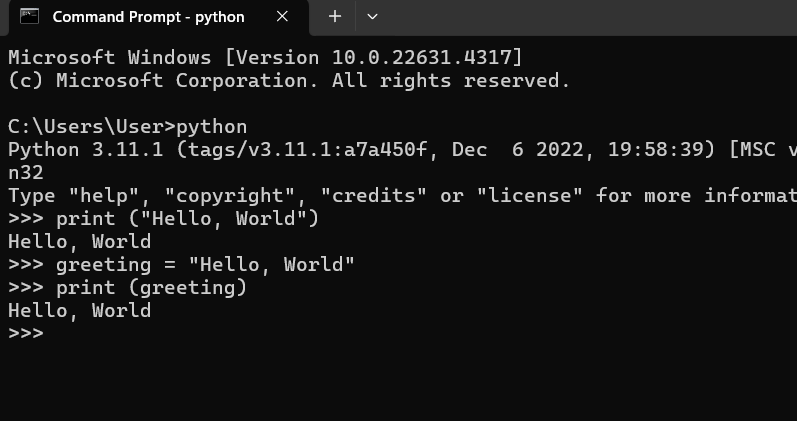 Command Prompt - python
Microsoft Windows [Version 10.0.22631.4317]
(c) Microsoft Corporation. All rights reserved.
C:\Users\User>python
Python 3.11.1 (tags/v3.11.1:a7a450f, Dec  6 2022, 19:58:39) [MSC v
n32
Type "help", "copyright", "credits" or "license" for more informat
>>> print ("Hello, World")
Hello, World
>>> greeting = "Hello, World"
>>> print (greeting)
Hello, World
>>>